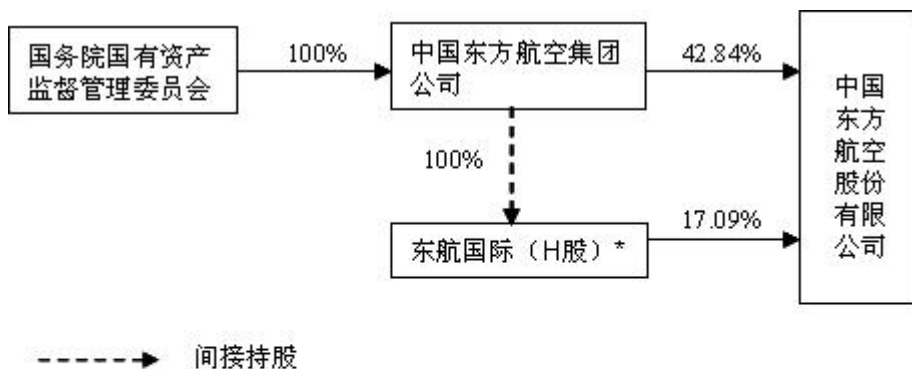 国务院国有资产
监督管理委员会
100%
中国东方航空集团
公司
42.84%
中国
东方
航空
股份
有限
公司
100%
东航国际（H股）*
17.09%
间接持股